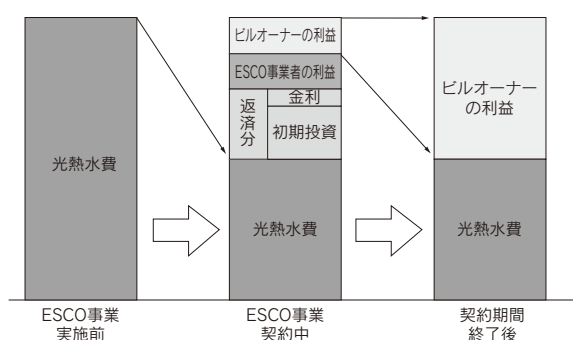 光熱水費
ESCO事業
実施前
ビルオーナーの利益
ESCO事業者の利益
返
済
分
金利
初期投資
光熱水費
ESCO事業
契約中
ビルオーナー
の利益
光熱水費
契約期間
終了後